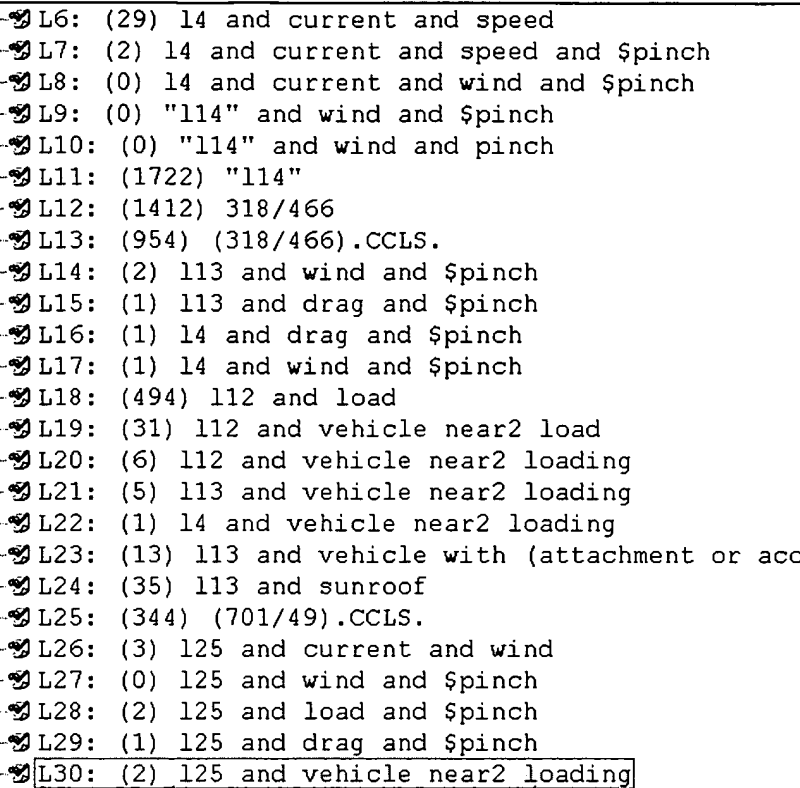 L6: (29) l4 and current and speed
L7: (2) l4 and current and speed and $pinch
L8: (0) l4 and current and wind and $pinch
L9: (0) "l14" and wind and $pinch
L10: (0) "l14" and wind and pinch
L11: (1722) "l14"
L12: (1412) 318/466
L13: (954) (318/466).CCLS.
L14: (2) l13 and wind and $pinch
L15: (1) l13 and drag and $pinch
L16: (1) l4 and drag and $pinch
L17: (1) l4 and wind and $pinch
L18: (494) l12 and load
L19: (31) l12 and vehicle near2 load
L20: (6) l12 and vehicle near2 loading
L21: (5) l13 and vehicle near2 loading
L22: (1) l4 and vehicle near2 loading
L23: (13) l13 and vehicle with (attachment or acc
L24: (35) l13 and sunroof
L25: (344) (701/49).CCLS.
L26: (3) l25 and current and wind
L27: (0) l25 and wind and $pinch
L28: (2) l25 and load and $pinch
L29: (1) l25 and drag and $pinch
L30: (2) l25 and vehicle near2 loading